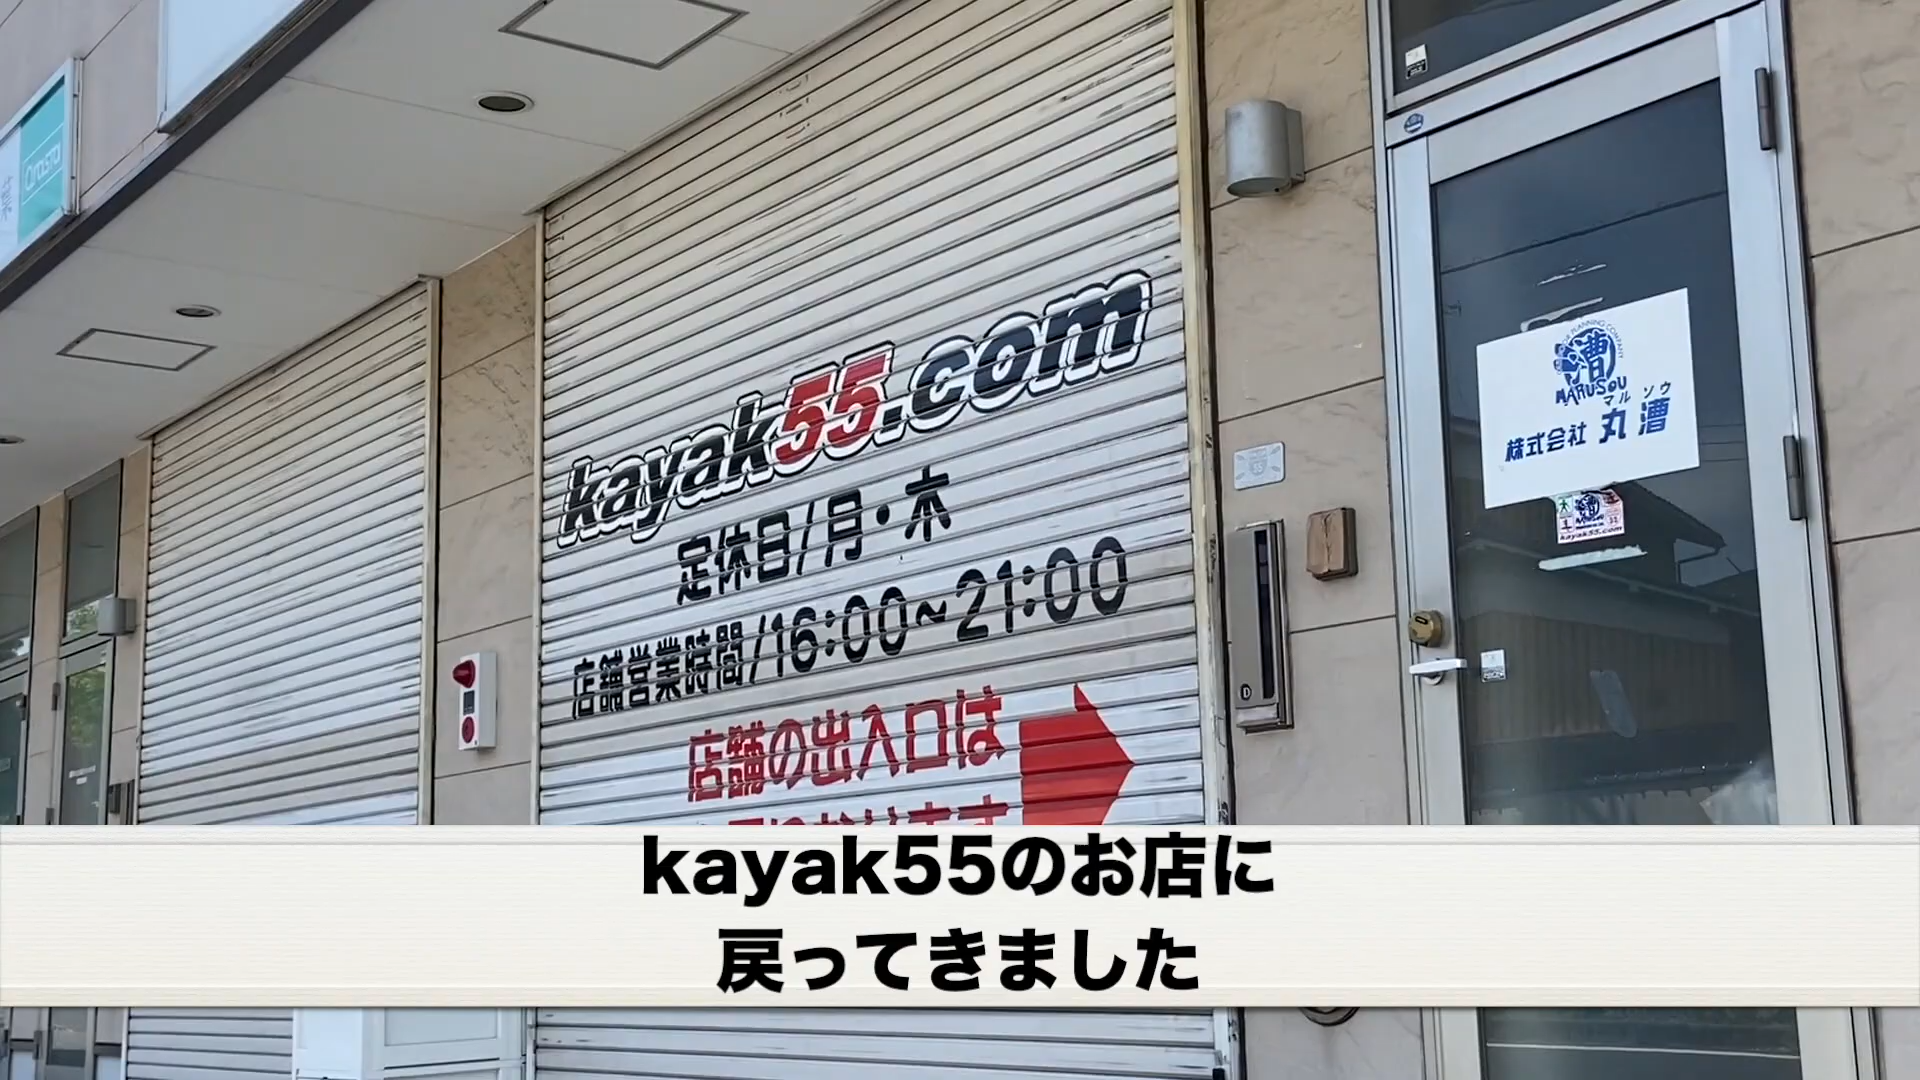 kayak55.com
定休日/月・木
店舗営業時間/16:00~21:00
店舗の出入口は
MARUSOU
マル ソウ
株式会社 丸漕
kayak55.com
D
kayak55のお店に
戻ってきました